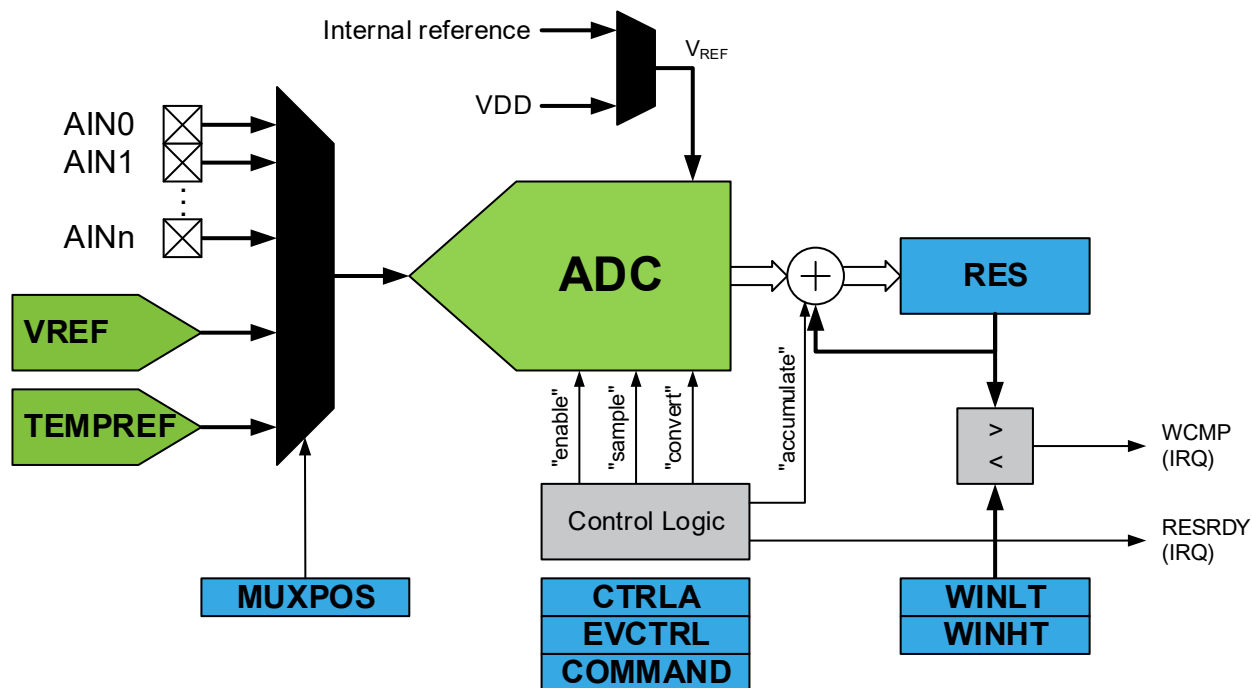 Internal reference
V_REF
VDD
AIN0
AIN1
AINn
ADC
RES
VREF
TEMPREF
"enable"
"sample"
"convert"
"accumulate"
>
<
WCMP
(IRQ)
Control Logic
RESRDY
(IRQ)
MUXPOS
CTRLA
EVCTRL
COMMAND
WINLT
WINHT